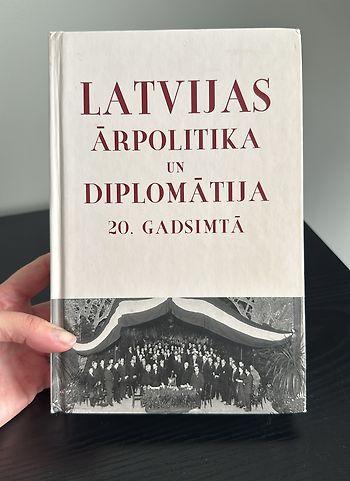 LATVIJAS
ĀRPOLITIKA
UN
DIPLOMĀTIJA
20. GADSIMTĀ